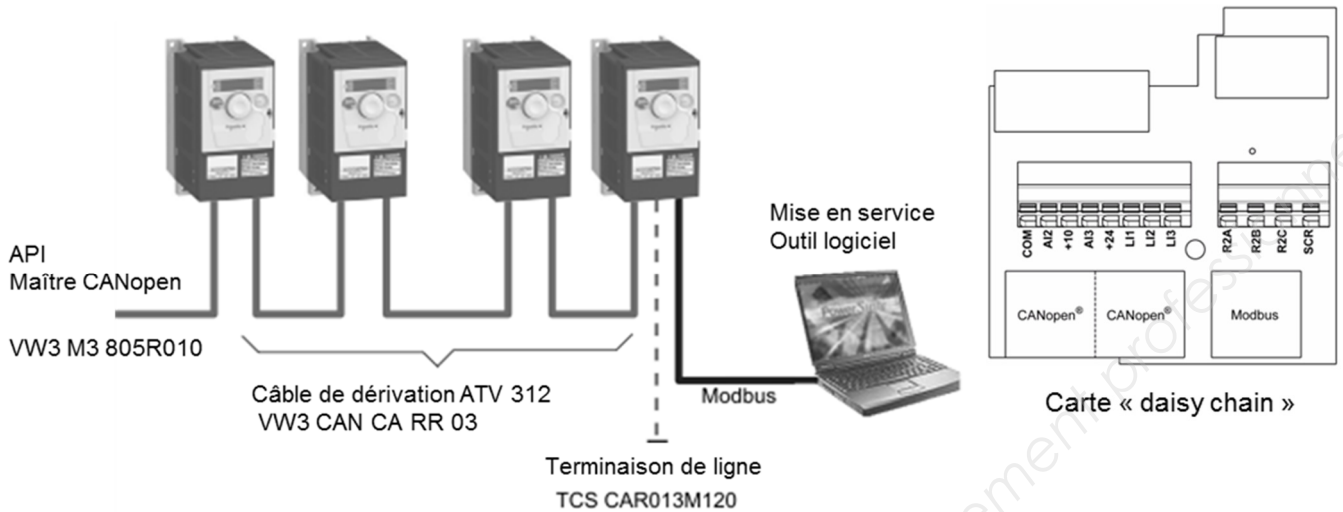 API
Maître CANopen
VW3 M3 805R010
Câble de dérivation ATV 312
VW3 CAN CA RR 03
Mise en service
Outil logiciel
Modbus
Terminaison de ligne
TCS CAR013M120
COM AI2 +10 AI3 +24 LI1 LI2 LI3
R2A R2B R2C SCR
CANopen® CANopen® Modbus
Carte « daisy chain »